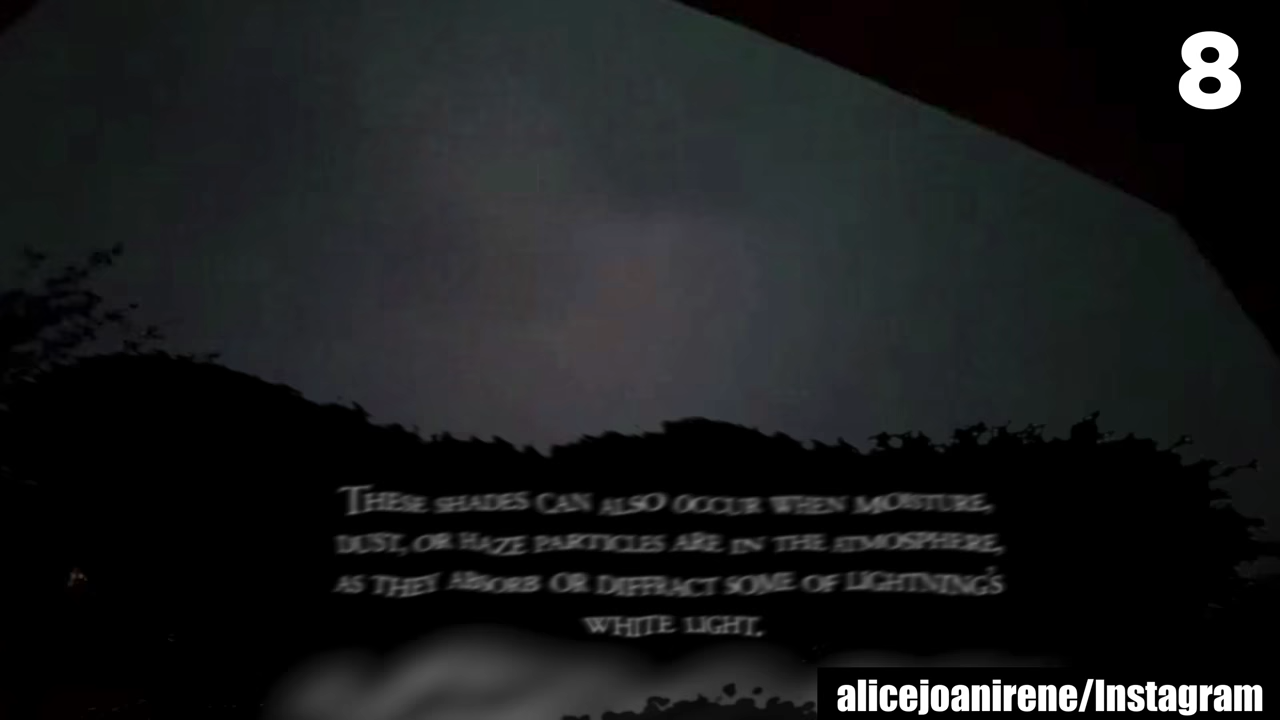 8
THESE SHADES CAN ALSO OCCUR WHEN MOISTURE,
DUST, OR HAZE PARTICLES ARE IN THE ATMOSPHERE,
AS THEY ABSORB OR DIFFRACT SOME OF LIGHTNING'S
WHITE LIGHT.
alicejoanirene/Instagram